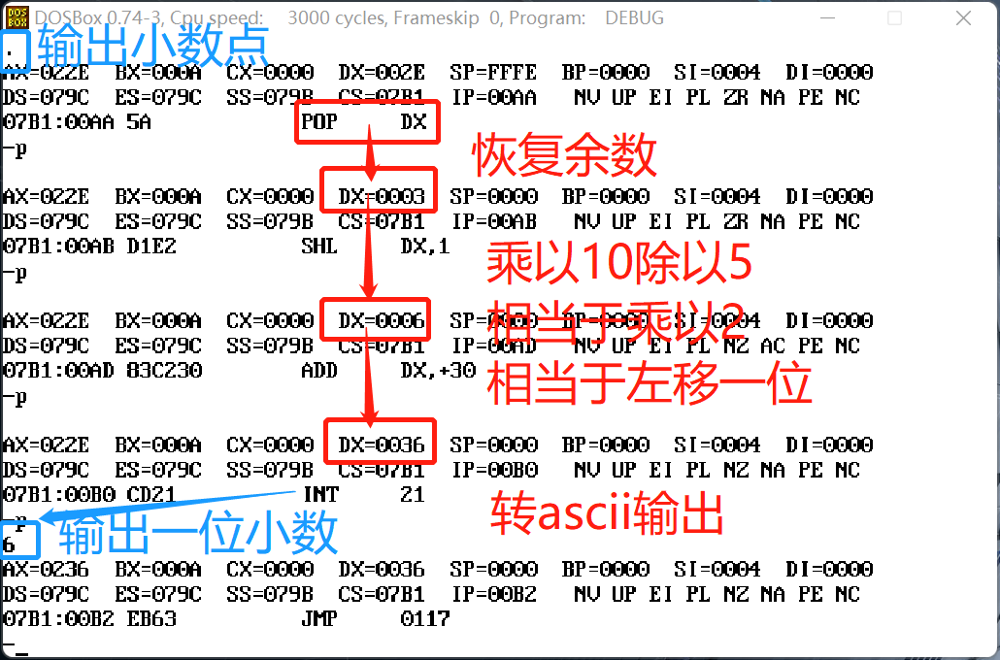 DOSBox 0.74-3, Cpu speed: 3000 cycles, Frameskip 0, Program: DEBUG
. 输出小数点
AX=022E BX=000A CX=0000 DX=002E SP=FFFE BP=0000 SI=0004 DI=0000
DS=079C ES=079C SS=079B CS=07B1 IP=00AA NV UP EI PL ZR NA PE NC
07B1:00AA 5A POP DX
-p
恢复余数
AX=022E BX=000A CX=0000 DX=0003 SP=0000 BP=0000 SI=0004 DI=0000
DS=079C ES=079C SS=079B CS=07B1 IP=00AB NV UP EI PL ZR NA PE NC
07B1:00AB D1E2 SHL DX,1
乘以10除以5
-p
相当于乘以2
AX=022E BX=000A CX=0000 DX=0006 SP=0000 BP=0000 SI=0004 DI=0000
DS=079C ES=079C SS=079B CS=07B1 IP=00AD NV UP EI PL NZ AC PE NC
07B1:00AD 83C230 ADD DX,+30
相当于左移一位
-p
AX=022E BX=000A CX=0000 DX=0036 SP=0000 BP=0000 SI=0004 DI=0000
DS=079C ES=079C SS=079B CS=07B1 IP=00B0 NV UP EI PL NZ NA PE NC
07B1:00B0 CD21 INT 21
转ascii输出
-p
6 输出一位小数
AX=0236 BX=000A CX=0000 DX=0036 SP=0000 BP=0000 SI=0004 DI=0000
DS=079C ES=079C SS=079B CS=07B1 IP=00B2 NV UP EI PL NZ NA PE NC
07B1:00B2 EB63 JMP 0117
-_